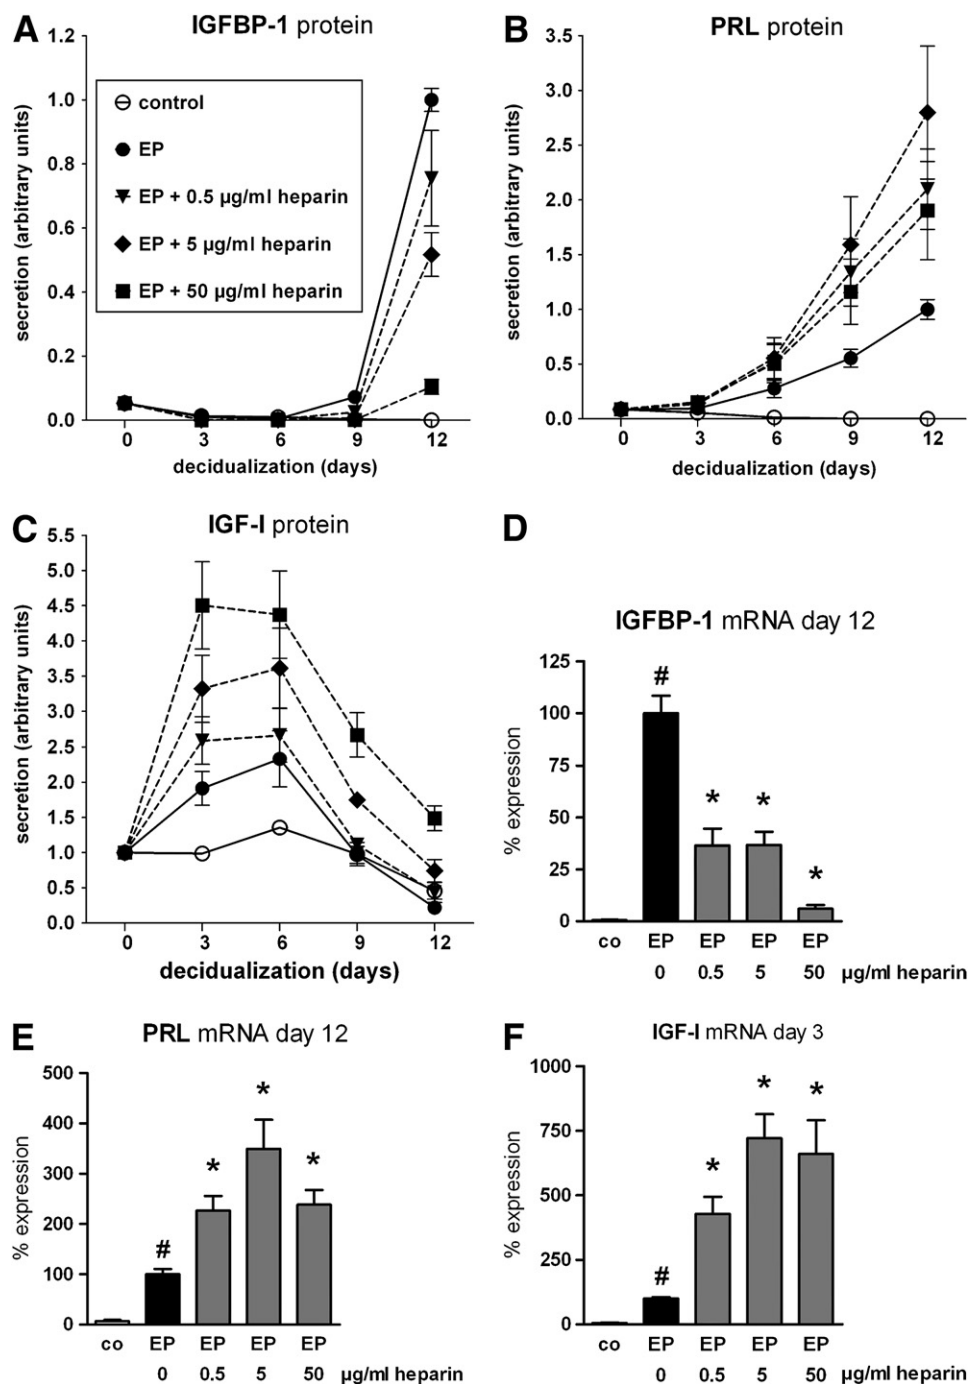 A
IGFBP-1 protein
secretion (arbitrary units)
1.2
1.0
0.8
0.6
0.4
0.2
0.0
control
EP
EP + 0.5 µg/ml heparin
EP + 5 µg/ml heparin
EP + 50 µg/ml heparin
0 3 6 9 12
decidualization (days)
B
PRL protein
secretion (arbitrary units)
3.5
3.0
2.5
2.0
1.5
1.0
0.5
0.0
0 3 6 9 12
decidualization (days)
C
IGF-I protein
secretion (arbitrary units)
5.5
5.0
4.5
4.0
3.5
3.0
2.5
2.0
1.5
1.0
0.5
0.0
0 3 6 9 12
decidualization (days)
D
IGFBP-1 mRNA day 12
% expression
125
100
75
50
25
0
#
*
*
*
co EP EP EP EP
0 0.5 5 50 µg/ml heparin
E
PRL mRNA day 12
% expression
500
400
300
200
100
0
#
*
*
*
co EP EP EP EP
0 0.5 5 50 µg/ml heparin
F
IGF-I mRNA day 3
% expression
1000
750
500
250
0
#
*
*
*
co EP EP EP EP
0 0.5 5 50 µg/ml heparin